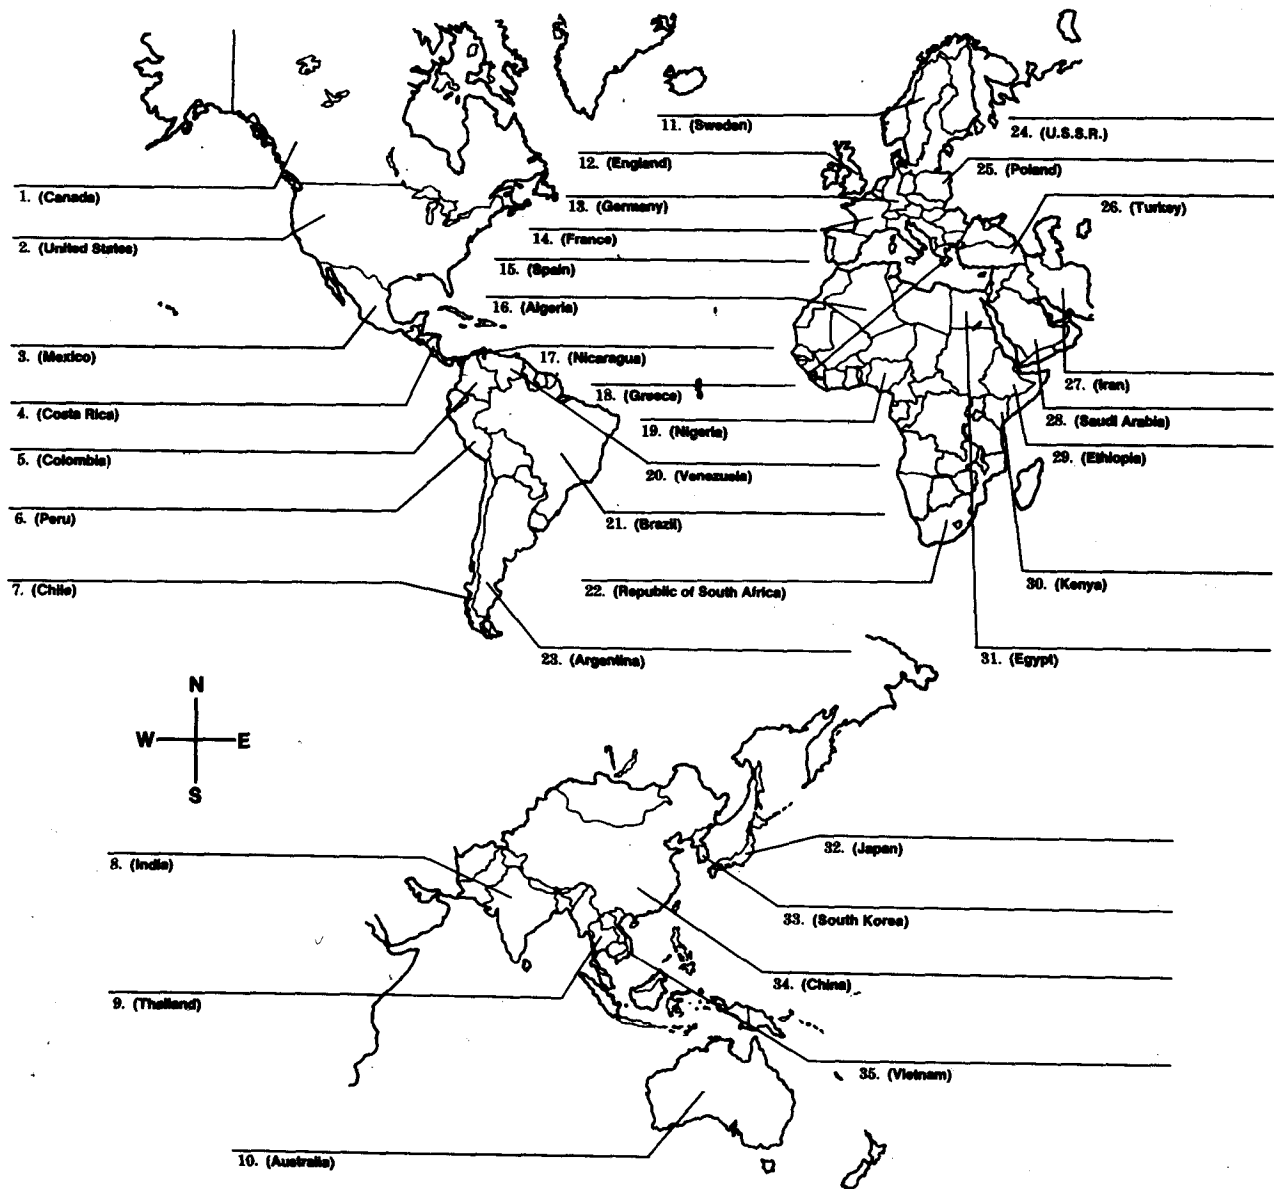 11. (Sweden)
24. (U.S.S.R.)
12. (England)
25. (Poland)
1. (Canada)
13. (Germany)
26. (Turkey)
2. (United States)
14. (France)
15. (Spain)
16. (Algeria)
3. (Mexico)
17. (Nicaragua)
27. (Iran)
18. (Greece)
4. (Costa Rica)
28. (Saudi Arabia)
19. (Nigeria)
5. (Colombia)
29. (Ethiopia)
20. (Venezuela)
6. (Peru)
21. (Brazil)
7. (Chile)
22. (Republic of South Africa)
30. (Kenya)
23. (Argentina)
31. (Egypt)
N
W E
S
32. (Japan)
8. (India)
33. (South Korea)
34. (China)
9. (Thailand)
35. (Vietnam)
10. (Australia)